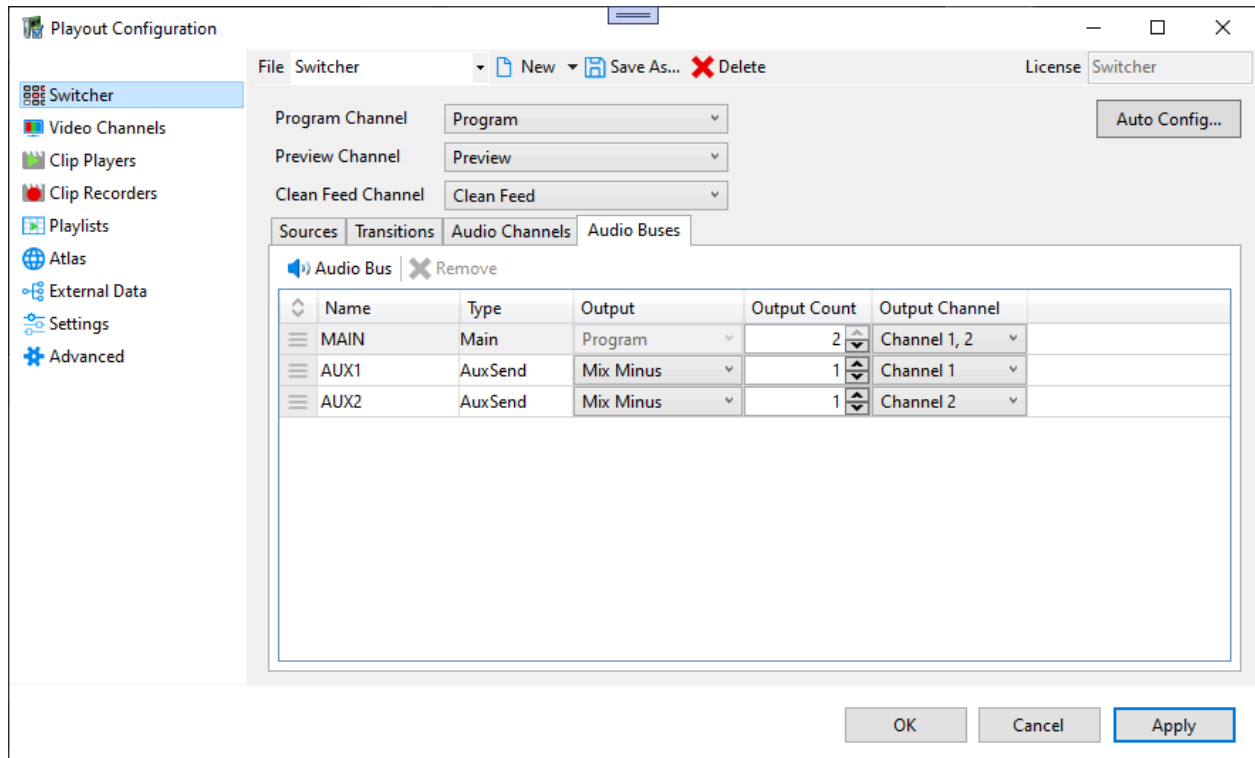 Playout Configuration
File Switcher New Save As... Delete License Switcher
Switcher
Video Channels
Clip Players
Clip Recorders
Playlists
Atlas
External Data
Settings
Advanced
Program Channel Program Auto Config...
Preview Channel Preview
Clean Feed Channel Clean Feed
Sources Transitions Audio Channels Audio Buses
Audio Bus Remove
Name Type Output Output Count Output Channel
MAIN Main Program 2 Channel 1, 2
AUX1 AuxSend Mix Minus 1 Channel 1
AUX2 AuxSend Mix Minus 1 Channel 2
OK Cancel Apply